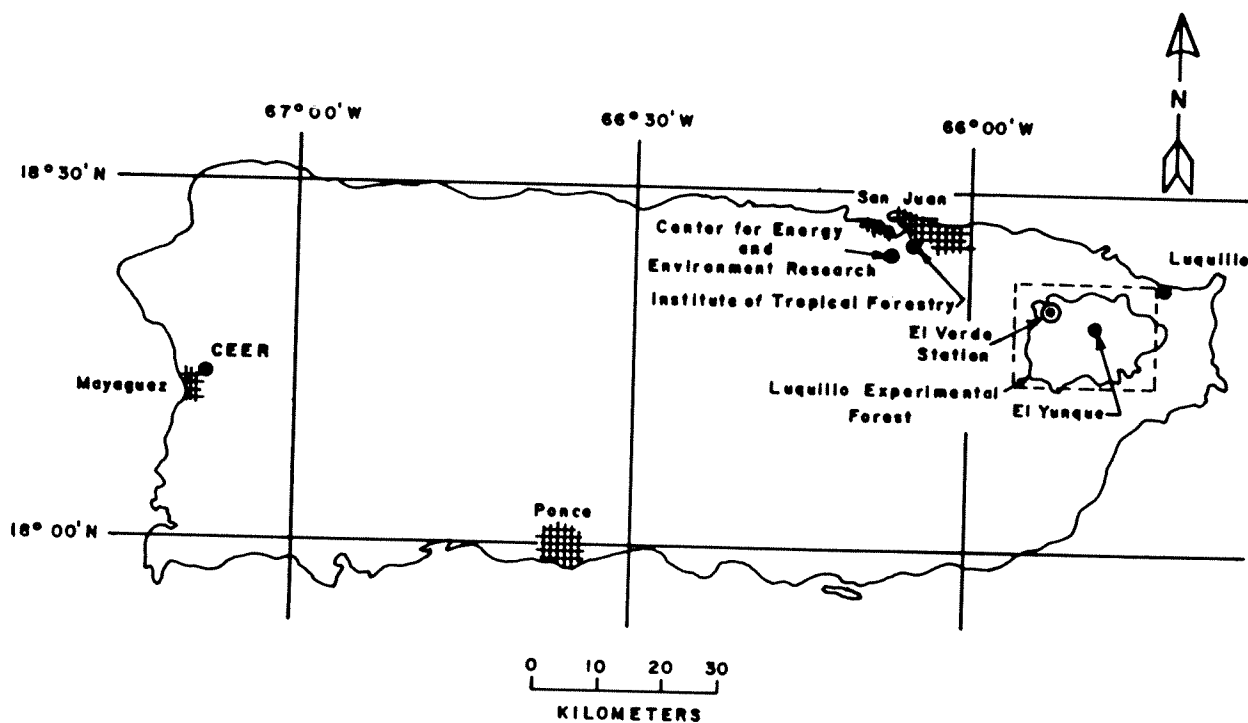 N
67° 00' W
66° 30' W
66° 00' W
18° 30' N
San Juan
Center for Energy
and
Environment Research
Institute of Tropical Forestry
Luquillo
El Verde
Station
CEER
Mayaguez
Luquillo Experimental
Forest
El Yunque
Ponce
18° 00' N
0 10 20 30
KILOMETERS